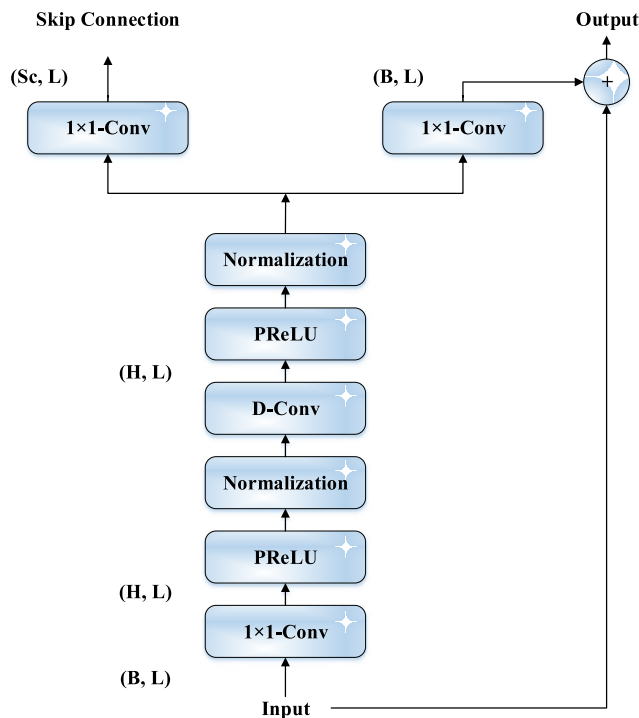 Skip Connection
Output
(Sc, L)
(B, L)
+
1×1-Conv
1×1-Conv
Normalization
PReLU
(H, L)
D-Conv
Normalization
PReLU
(H, L)
1×1-Conv
(B, L)
Input